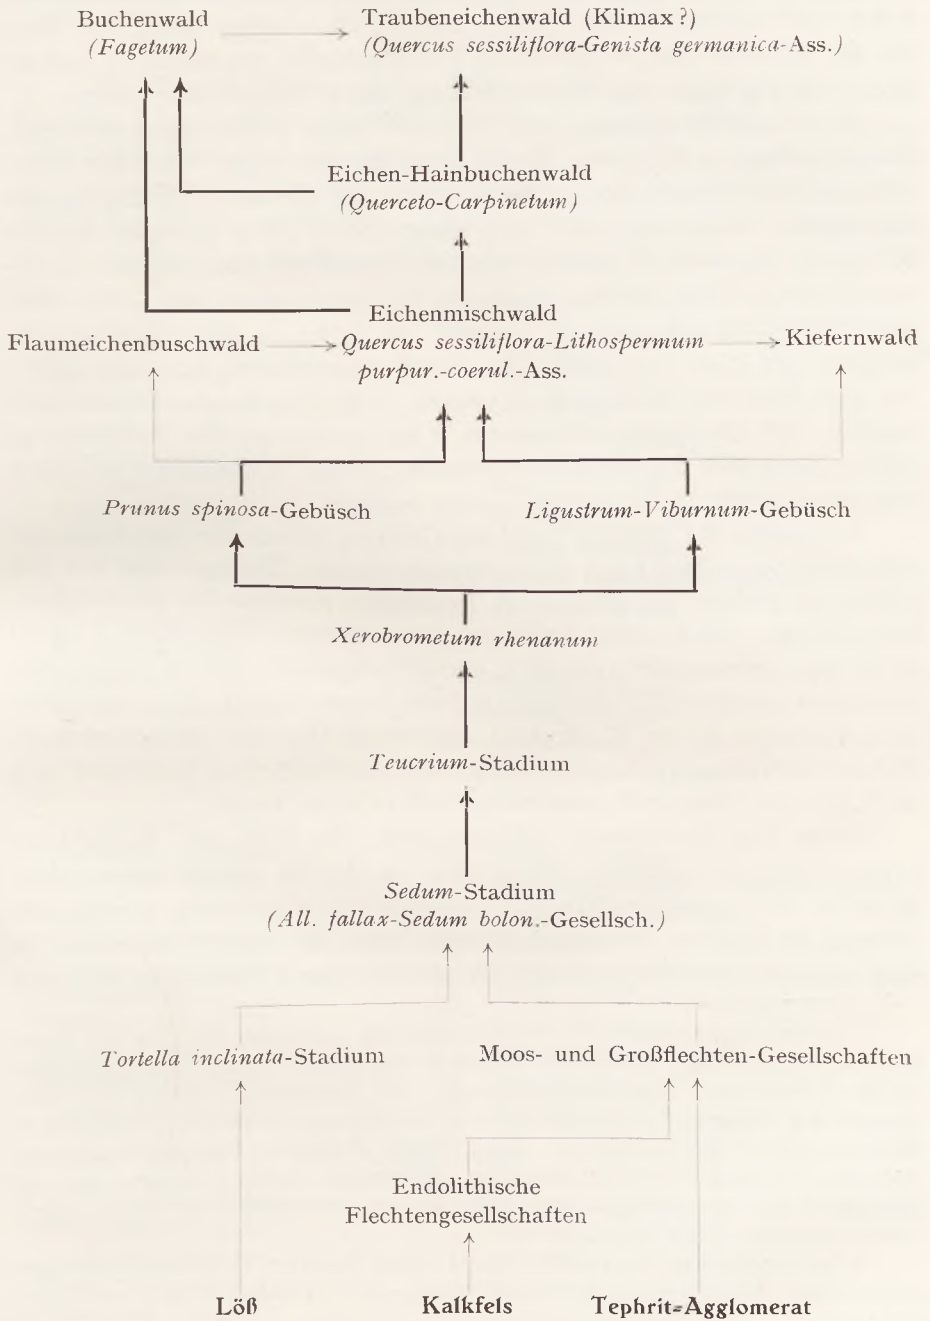 Buchenwald
(Fagetum)
Traubeneichenwald (Klimax?)
(Quercus sessiliflora-Genista germanica-Ass.)
Eichen-Hainbuchenwald
(Querceto-Carpinetum)
Eichenmischwald
Flaumeichenbuschwald
Quercus sessiliflora-Lithospermum
purpur.-coerul.-Ass.
Kiefernwald
Prunus spinosa-Gebüsch
Ligustrum-Viburnum-Gebüsch
Xerobrometum rhenanum
Teucrium-Stadium
Sedum-Stadium
(All. fallax-Sedum bolon.-Gesellsch.)
Tortella inclinata-Stadium
Moos- und Großflechten-Gesellschaften
Endolithische
Flechtengesellschaften
Löß
Kalkfels
Tephrit-Agglomerat